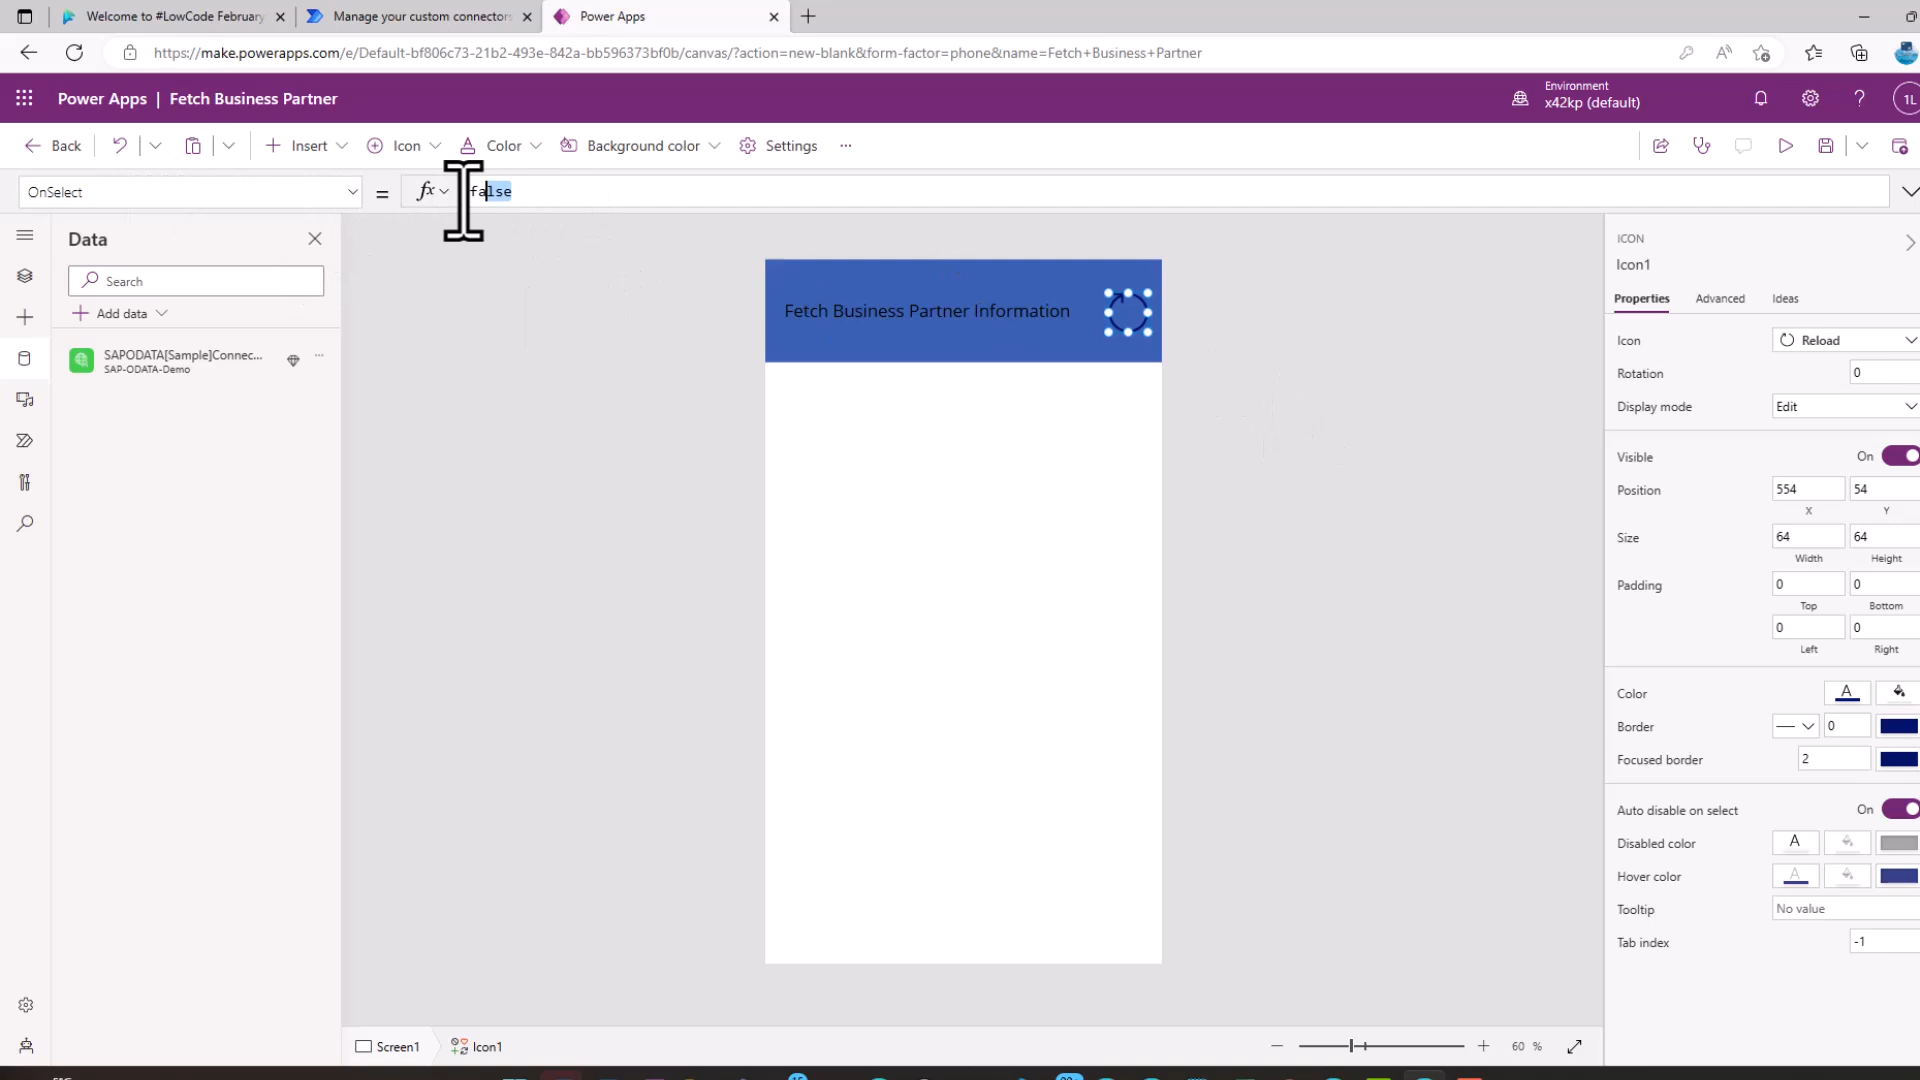 Welcome to #LowCode February
Manage your custom connectors
Power Apps
https://make.powerapps.com/e/Default-bf806c73-21b2-493e-842a-bb596373bf0b/canvas/?action=new-blank&form-factor=phone&name=Fetch+Business+Partner
Power Apps | Fetch Business Partner
Environment
x42kp (default)
1L
Back
Insert
Icon
Color
Background color
Settings
OnSelect
=
fx
false
Data
Search
Add data
SAPODATA[Sample]Connec...
SAP-ODATA-Demo
Fetch Business Partner Information
ICON
Icon1
Properties
Advanced
Ideas
Icon
Reload
Rotation
0
Display mode
Edit
Visible
On
Position
554
54
X
Y
Size
64
64
Width
Height
Padding
0
0
Top
Bottom
0
0
Left
Right
Color
A
Border
0
Focused border
2
Auto disable on select
On
Disabled color
A
Hover color
A
Tooltip
No value
Tab index
-1
Screen1
Icon1
60 %